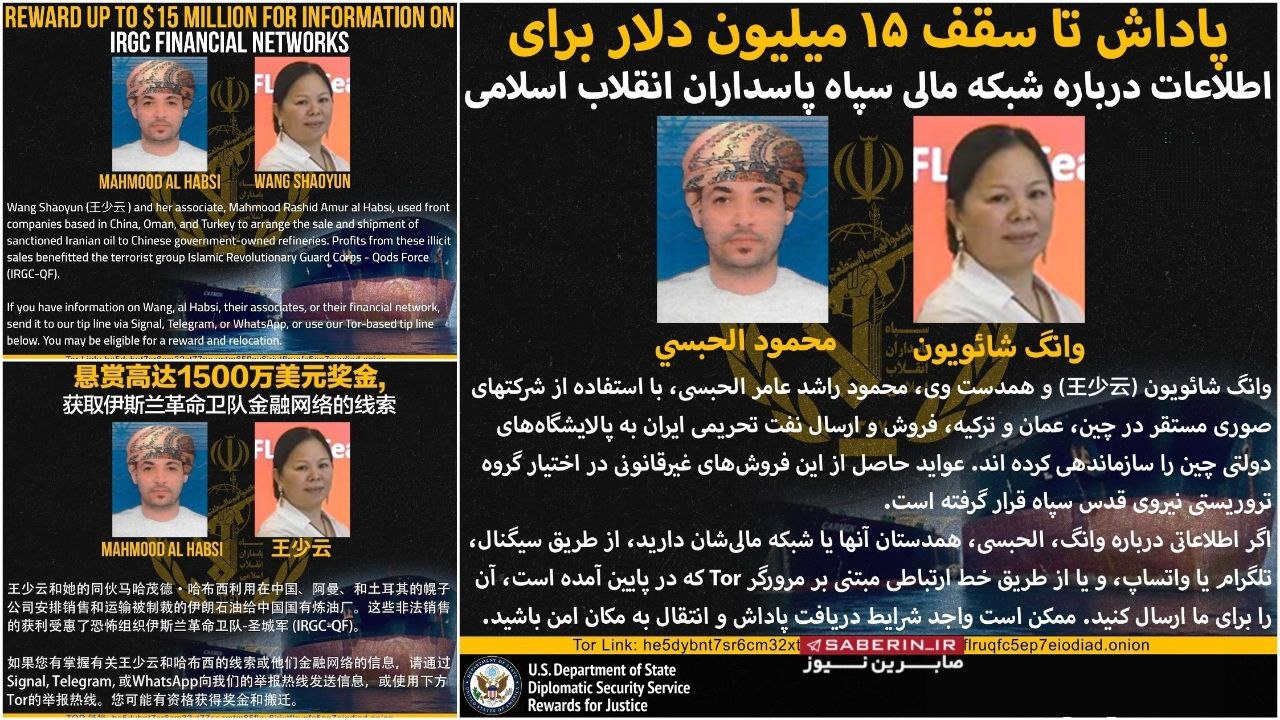 REWARD UP TO $15 MILLION FOR INFORMATION ON
IRGC FINANCIAL NETWORKS
MAHMOOD AL HABSI
WANG SHAOYUN
Wang Shaoyun (王少云 ) and her associate, Mahmood Rashid Amur al Habsi, used front
companies based in China, Oman, and Turkey to arrange the sale and shipment of
sanctioned Iranian oil to Chinese government-owned refineries. Profits from these illicit
sales benefitted the terrorist group Islamic Revolutionary Guard Corps - Qods Force
(IRGC-QF).
If you have information on Wang, al Habsi, their associates, or their financial network,
send it to our tip line via Signal, Telegram, or WhatsApp, or use our Tor-based tip line
below. You may be eligible for a reward and relocation.
悬赏高达1500万美元奖金，
获取伊斯兰革命卫队金融网络的线索
MAHMOOD AL HABSI
王少云
王少云和她的同伙马哈茂德·哈布西利用在中国、阿曼、和土耳其的幌子
公司安排销售和运输被制裁的伊朗石油给中国国有炼油厂。这些非法销售
的获利受惠了恐怖组织伊斯兰革命卫队-圣城军 (IRGC-QF)。
如果您有掌握有关王少云和哈布西的线索或他们金融网络的信息，请通过
Signal, Telegram, 或WhatsApp向我们的举报热线发送信息，或使用下方
Tor的举报热线。您可能有资格获得奖金和搬迁。
پاداش تا سقف ۱۵ میلیون دلار برای
اطلاعات درباره شبکه مالی سپاه پاسداران انقلاب اسلامی
محمود الحبسي
وانگ شائویون
وانگ شائویون (王少云) و همدست وی، محمود راشد عامر الحبسی، با استفاده از شرکتهای
صوری مستقر در چین، عمان و ترکیه، فروش و ارسال نفت تحریمی ایران به پالایشگاه‌های
دولتی چین را سازماندهی کرده اند. عواید حاصل از این فروش‌های غیرقانونی در اختیار گروه
تروریستی نیروی قدس سپاه قرار گرفته است.
اگر اطلاعاتی درباره وانگ، الحبسی، همدستان آنها یا شبکه مالی‌شان دارید، از طریق سیگنال،
تلگرام یا واتساپ، و یا از طریق خط ارتباطی مبتنی بر مرورگر Tor که در پایین آمده است، آن
را برای ما ارسال کنید. ممکن است واجد شرایط دریافت پاداش و انتقال به مکان امن باشید.
Tor Link: he5dybnt7sr6cm32xt flruqfc5ep7eiodiad.onion
SABERIN_IR
صابرین نیوز
U.S. Department of State
Diplomatic Security Service
Rewards for Justice